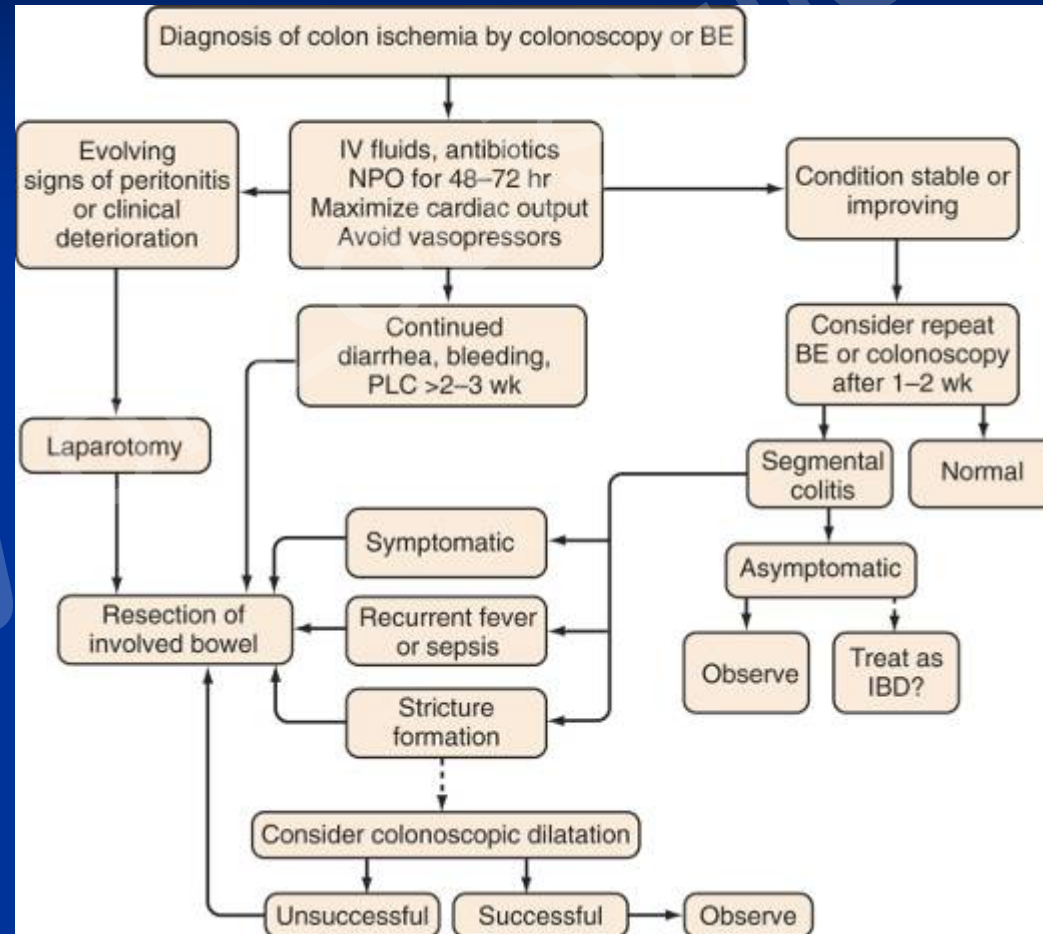 Diagnosis of colon ischemia by colonoscopy or BE
Evolving
signs of peritonitis
or clinical
deterioration
IV fluids, antibiotics
NPO for 48–72 hr
Maximize cardiac output
Avoid vasopressors
Condition stable or
improving
Continued
diarrhea, bleeding,
PLC >2–3 wk
Consider repeat
BE or colonoscopy
after 1–2 wk
Laparotomy
Segmental
colitis
Normal
Symptomatic
Asymptomatic
Resection of
involved bowel
Recurrent fever
or sepsis
Observe
Treat as
IBD?
Stricture
formation
Consider colonoscopic dilatation
Unsuccessful
Successful
Observe